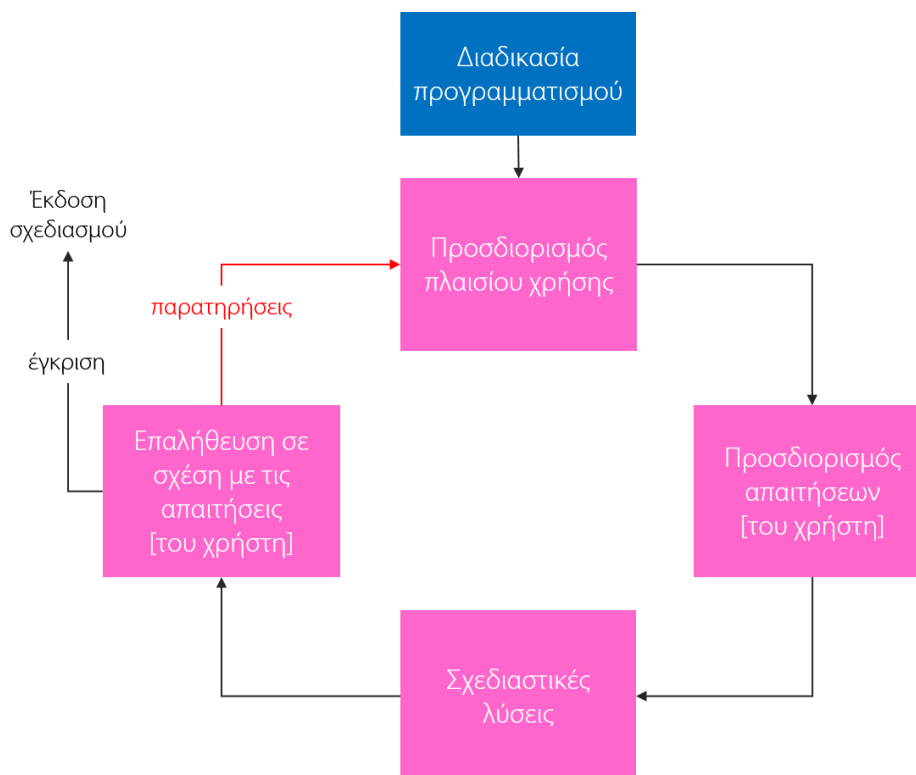 Διαδικασία
προγραμματισμού
Έκδοση
σχεδιασμού
Προσδιορισμός
πλαισίου χρήσης
παρατηρήσεις
έγκριση
Επαλήθευση σε
σχέση με τις
απαιτήσεις
[του χρήστη]
Προσδιορισμός
απαιτήσεων
[του χρήστη]
Σχεδιαστικές
λύσεις